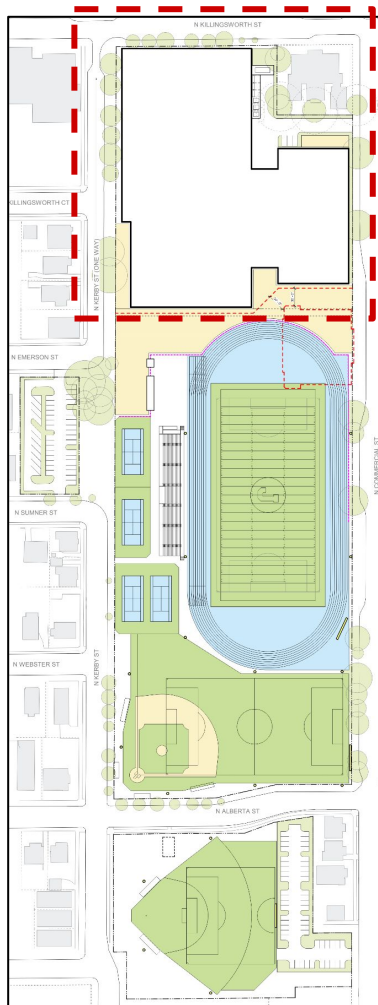 N KILLINGSWORTH ST
KILLINGSWORTH CT
N KERBY ST (ONE WAY)
N EMERSON ST
N COMMERCIAL ST
N SUMNER ST
N KERBY ST
N WEBSTER ST
N ALBERTA ST